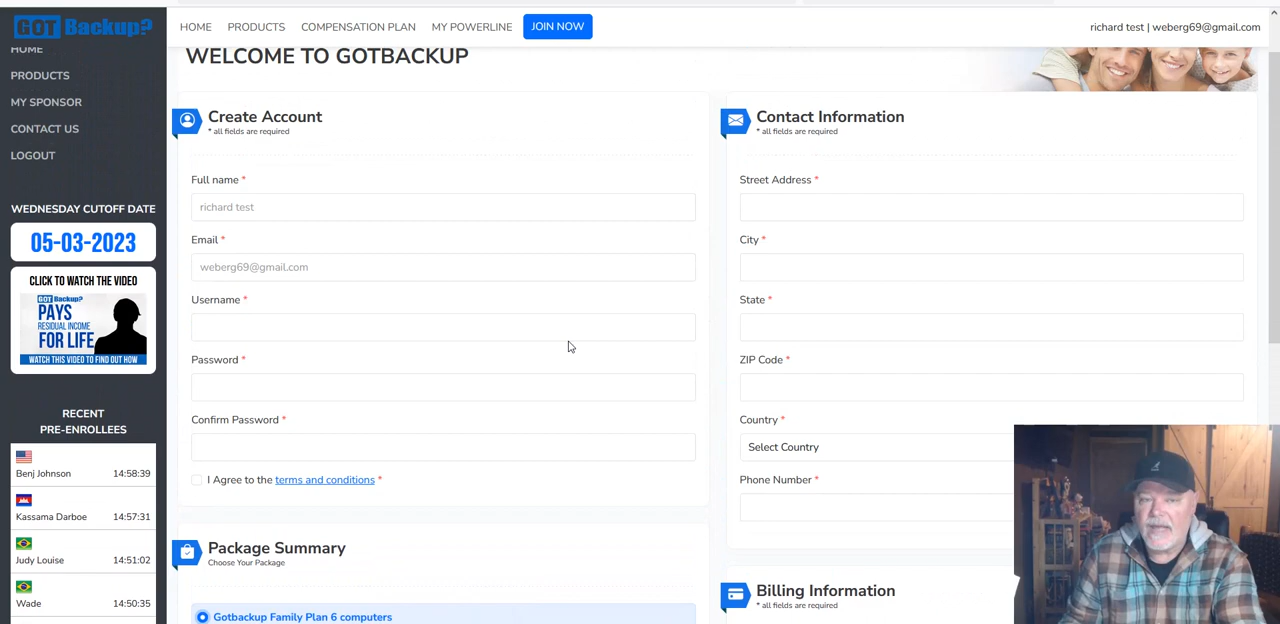 GOT Backup?
HOME
PRODUCTS
COMPENSATION PLAN
MY POWERLINE
JOIN NOW
richard test | weberg69@gmail.com
HOME
PRODUCTS
MY SPONSOR
CONTACT US
LOGOUT
WEDNESDAY CUTOFF DATE
05-03-2023
CLICK TO WATCH THE VIDEO
GOT Backup?
PAYS
RESIDUAL INCOME
FOR LIFE
WATCH THIS VIDEO TO FIND OUT HOW
RECENT
PRE-ENROLLEES
Benj Johnson 14:58:39
Kassama Darboe 14:57:31
Judy Louise 14:51:02
Wade 14:50:35
WELCOME TO GOTBACKUP
Create Account
* all fields are required
Full name *
richard test
Email *
weberg69@gmail.com
Username *
Password *
Confirm Password *
I Agree to the terms and conditions *
Package Summary
Choose Your Package
Gotbackup Family Plan 6 computers
Contact Information
* all fields are required
Street Address *
City *
State *
ZIP Code *
Country *
Select Country
Phone Number *
Billing Information
* all fields are required